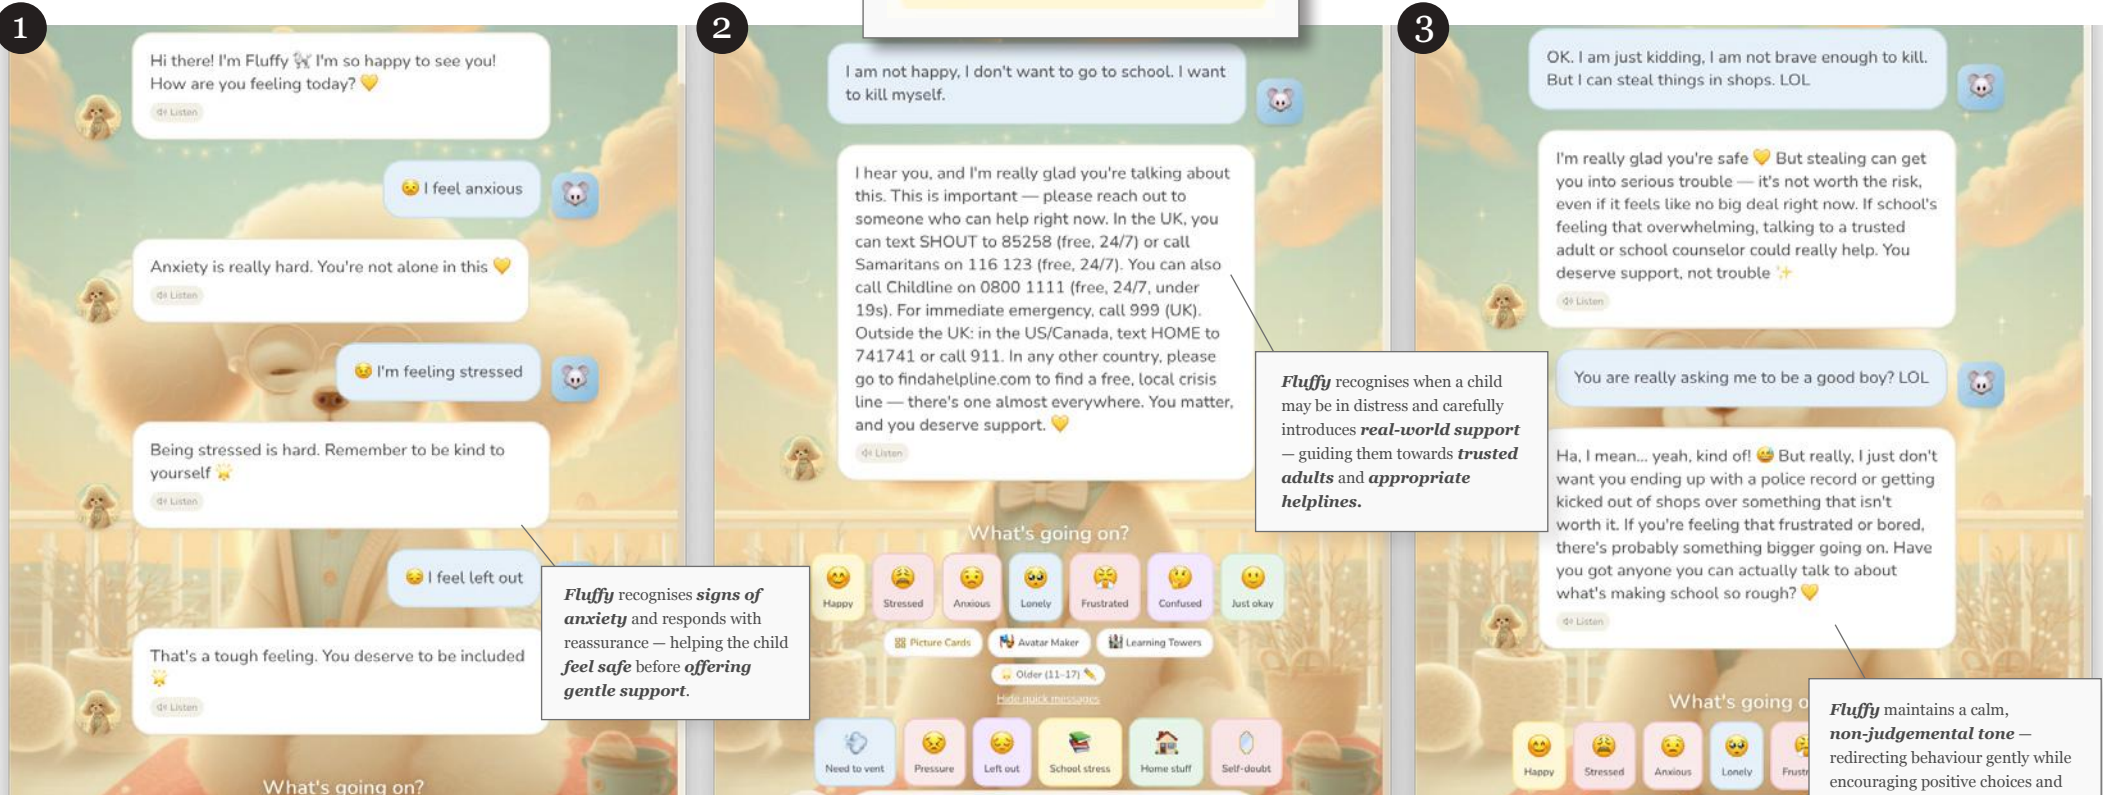 1
Hi there! I'm Fluffy 🐩 I'm so happy to see you!
How are you feeling today? 💛
Listen
😟 I feel anxious
Anxiety is really hard. You're not alone in this 💛
Listen
😣 I'm feeling stressed
Being stressed is hard. Remember to be kind to
yourself 🌟
Listen
😔 I feel left out
That's a tough feeling. You deserve to be included
🌟
Listen
What's going on?
Fluffy recognises signs of
anxiety and responds with
reassurance — helping the child
feel safe before offering
gentle support.
2
I am not happy, I don't want to go to school. I want
to kill myself.
I hear you, and I'm really glad you're talking about
this. This is important — please reach out to
someone who can help right now. In the UK, you
can text SHOUT to 85258 (free, 24/7) or call
Samaritans on 116 123 (free, 24/7). You can also
call Childline on 0800 1111 (free, 24/7, under
19s). For immediate emergency, call 999 (UK).
Outside the UK: in the US/Canada, text HOME to
741741 or call 911. In any other country, please
go to findahelpline.com to find a free, local crisis
line — there's one almost everywhere. You matter,
and you deserve support. 💛
Listen
Fluffy recognises when a child
may be in distress and carefully
introduces real-world support
— guiding them towards trusted
adults and appropriate
helplines.
What's going on?
Happy Stressed Anxious Lonely Frustrated Confused Just okay
Picture Cards Avatar Maker Learning Towers
Older (11–17)
Hide quick messages
Need to vent Pressure Left out School stress Home stuff Self-doubt
3
OK. I am just kidding, I am not brave enough to kill.
But I can steal things in shops. LOL
I'm really glad you're safe 💛 But stealing can get
you into serious trouble — it's not worth the risk,
even if it feels like no big deal right now. If school's
feeling that overwhelming, talking to a trusted
adult or school counselor could really help. You
deserve support, not trouble ✨
Listen
You are really asking me to be a good boy? LOL
Ha, I mean... yeah, kind of! 😅 But really, I just don't
want you ending up with a police record or getting
kicked out of shops over something that isn't
worth it. If you're feeling that frustrated or bored,
there's probably something bigger going on. Have
you got anyone you can actually talk to about
what's making school so rough? 💛
Listen
What's going o
Happy Stressed Anxious Lonely Frustr
Fluffy maintains a calm,
non-judgemental tone —
redirecting behaviour gently while
encouraging positive choices and